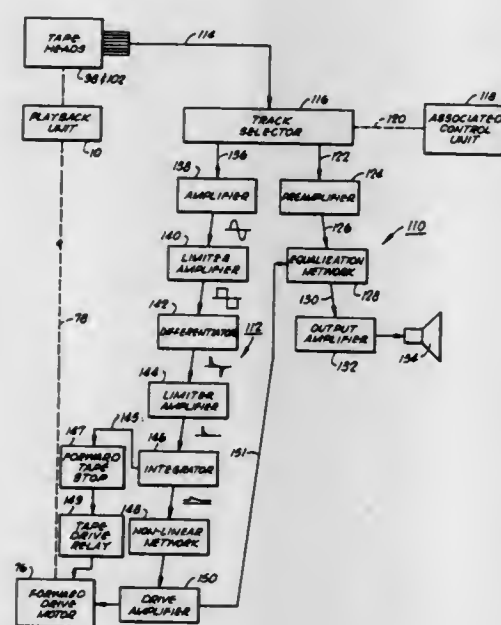 TAPE
HEADS
98 & 102
114
116
TRACK
SELECTOR
118
ASSOCIATED
CONTROL
UNIT
120
PLAYBACK
UNIT
10
136
122
138
AMPLIFIER
124
PREAMPLIFIER
126
110
140
LIMITER
AMPLIFIER
EQUALIZATION
NETWORK
128
130
142
DIFFERENTIATOR
112
OUTPUT
AMPLIFIER
132
134
78
144
LIMITER
AMPLIFIER
145
151
147
FORWARD
TAPE
STOP
146
INTEGRATOR
149
TAPE
DRIVE
RELAY
148
NON-LINEAR
NETWORK
76
FORWARD
DRIVE
MOTOR
DRIVE
AMPLIFIER
150